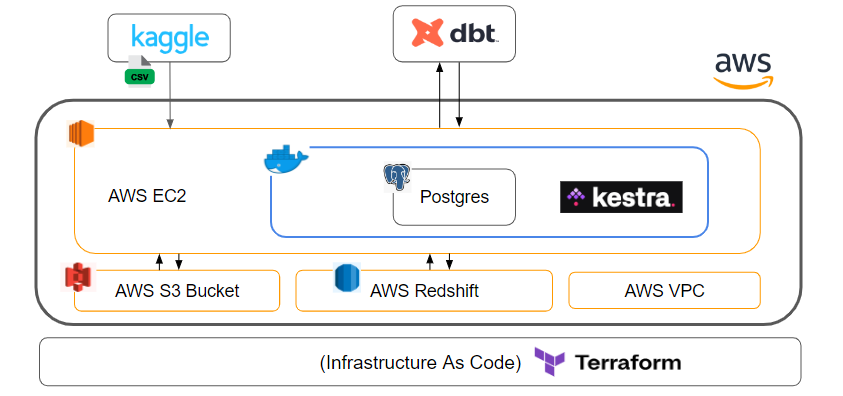 kaggle
CSV
dbt
aws
AWS EC2
Postgres
kestra.
AWS S3 Bucket
AWS Redshift
AWS VPC
(Infrastructure As Code) Terraform